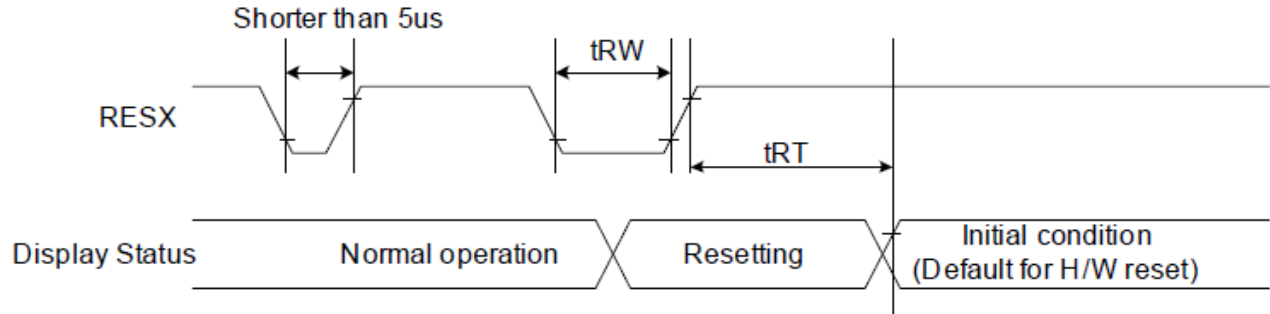 Shorter than 5us
tRW
RESX
tRT
Display Status
Normal operation
Resetting
Initial condition
(Default for H/W reset)